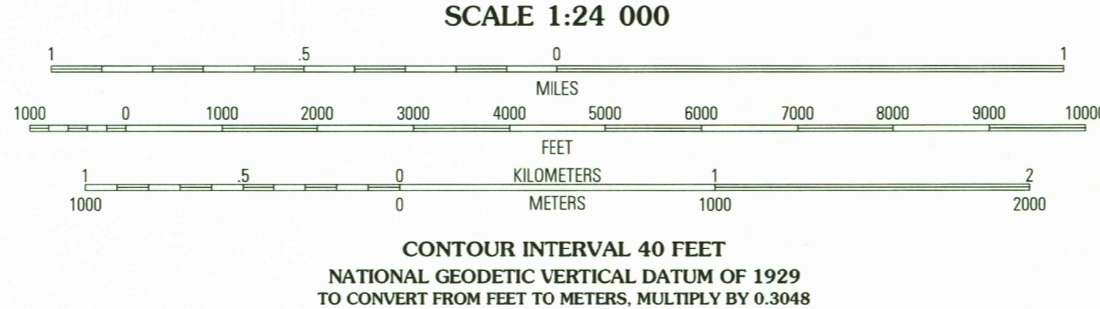 SCALE 1:24 000
1 .5 0 1
MILES
1000 0 1000 2000 3000 4000 5000 6000 7000 8000 9000 10000
FEET
1 .5 0 KILOMETERS 1 2
1000 0 METERS 1000 2000
CONTOUR INTERVAL 40 FEET
NATIONAL GEODETIC VERTICAL DATUM OF 1929
TO CONVERT FROM FEET TO METERS, MULTIPLY BY 0.3048